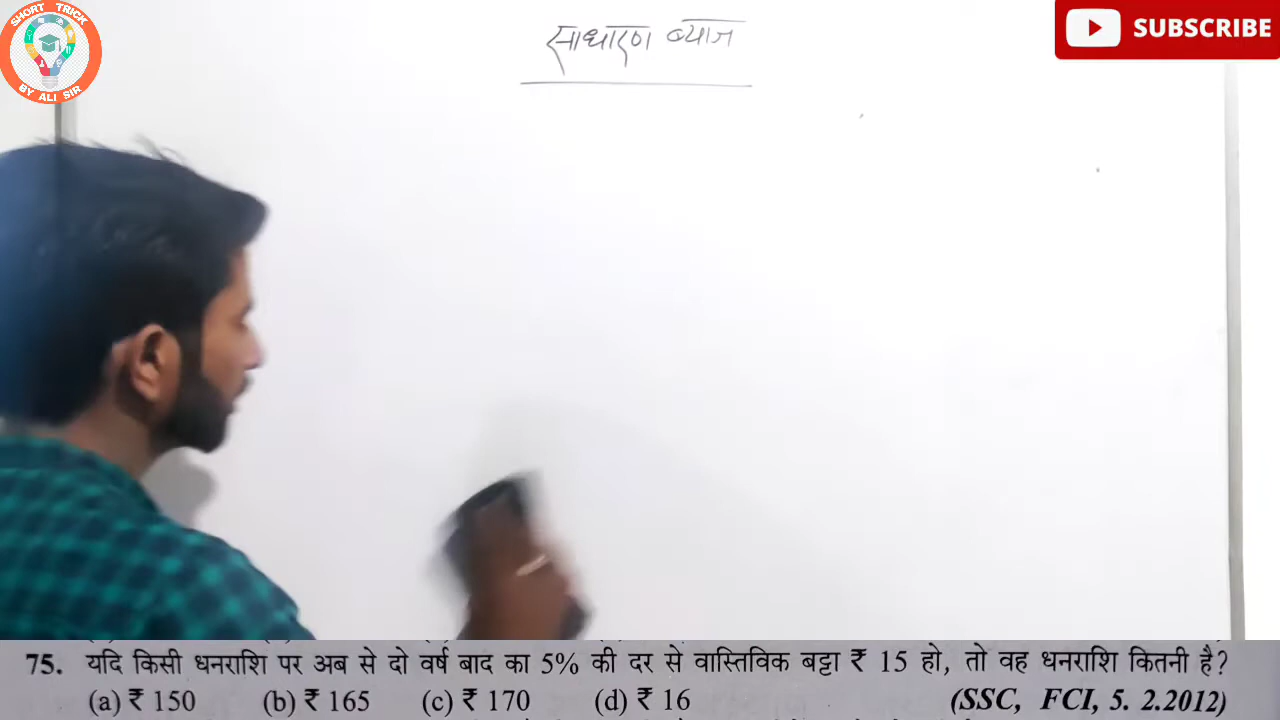 SHORT TRICK
BY ALI SIR
साधारण ब्याज
SUBSCRIBE
75. यदि किसी धनराशि पर अब से दो वर्ष बाद का 5% की दर से वास्तिविक बट्टा ₹ 15 हो, तो वह धनराशि कितनी है?
(a) ₹ 150 (b) ₹ 165 (c) ₹ 170 (d) ₹ 16 (SSC, FCI, 5. 2.2012)